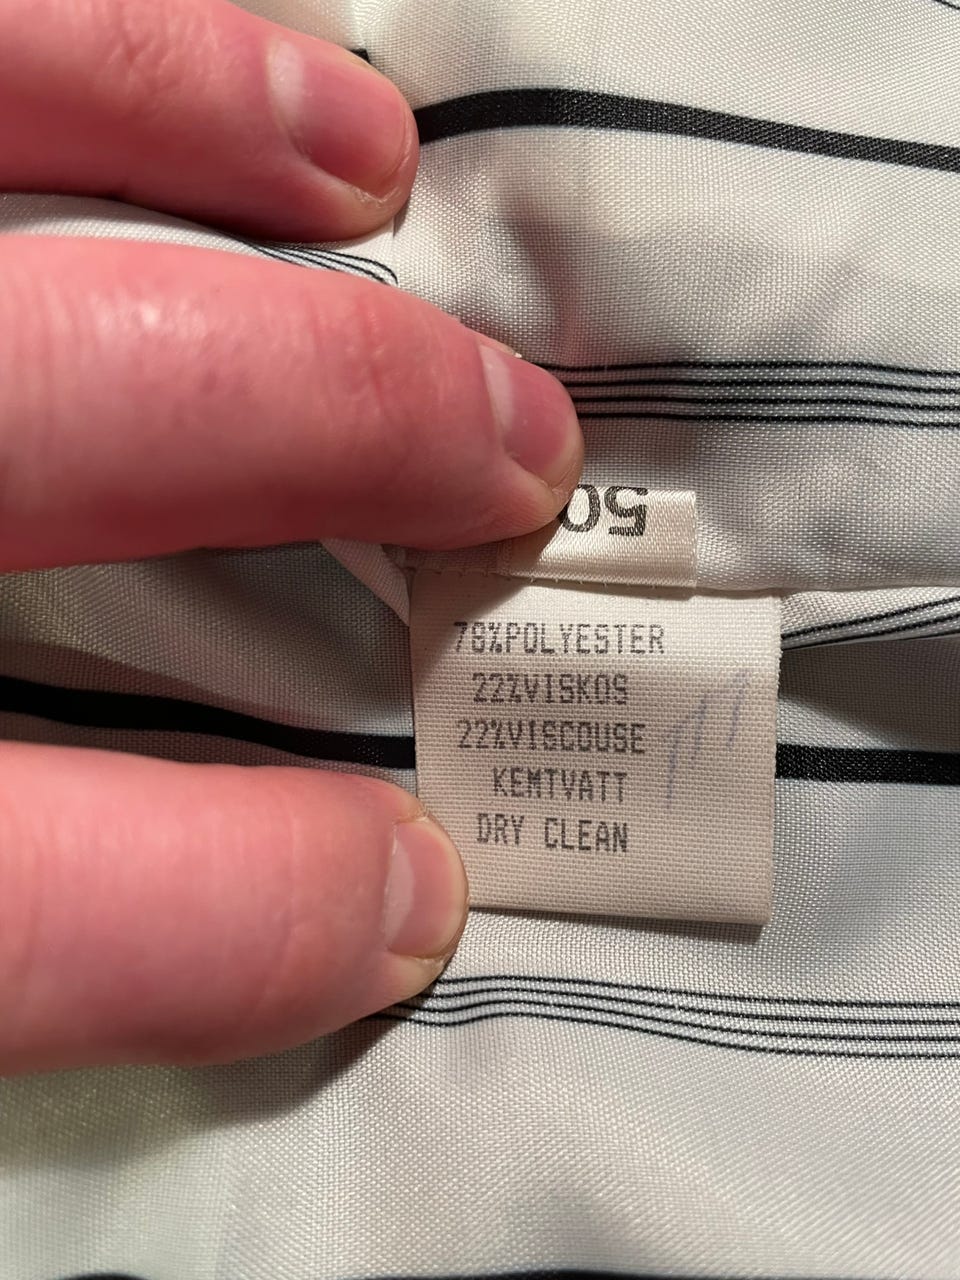 50
78%POLYESTER
22%VISKOS
22%VISCOUSE
KEMTVATT
DRY CLEAN